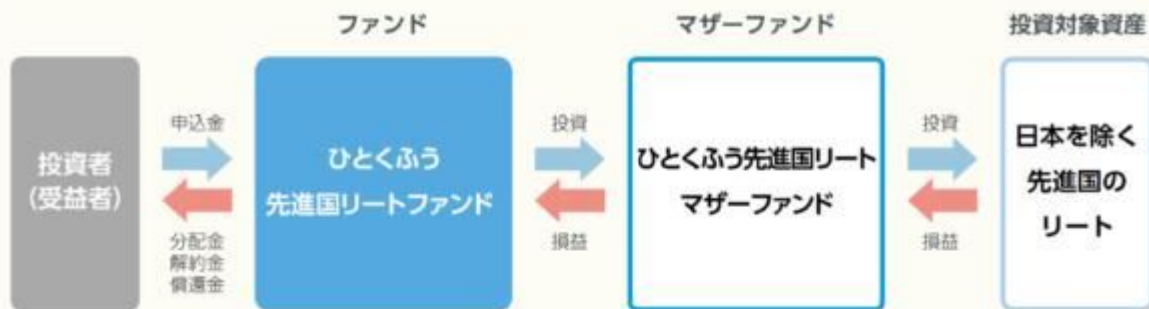 ファンド
マザーファンド
投資対象資産
投資者
(受益者)
申込金
分配金
解約金
償還金
ひとくふう
先進国リートファンド
投資
損益
ひとくふう先進国リート
マザーファンド
投資
損益
日本を除く
先進国の
リート